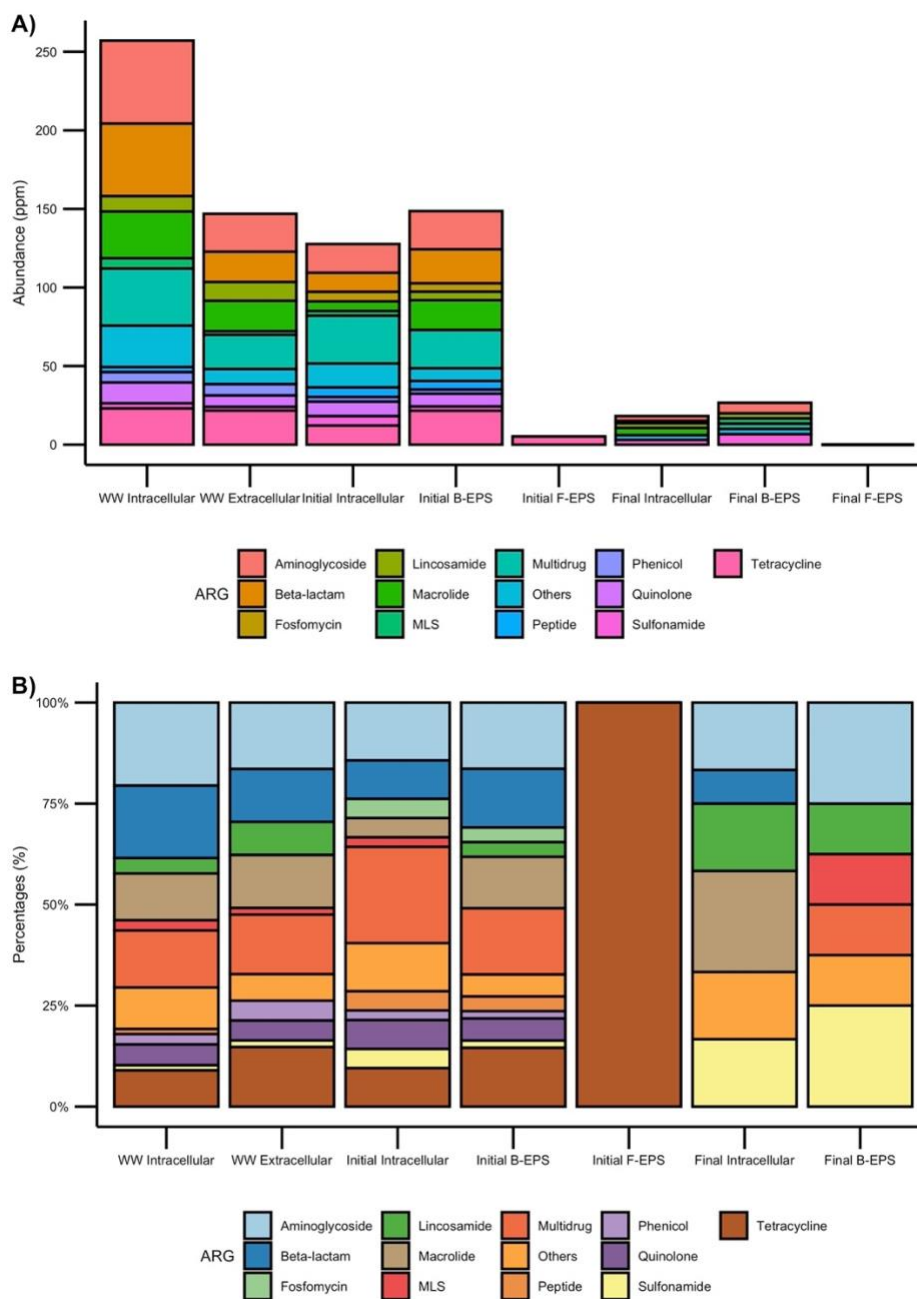 A)
250
200
150
100
50
0
Abundance (ppm)
WW Intracellular WW Extracellular Initial Intracellular Initial B-EPS Initial F-EPS Final Intracellular Final B-EPS Final F-EPS
ARG
Aminoglycoside Lincosamide Multidrug Phenicol Tetracycline
Beta-lactam Macrolide Others Quinolone
Fosfomycin MLS Peptide Sulfonamide
B)
100%
75%
50%
25%
0%
Percentages (%)
WW Intracellular WW Extracellular Initial Intracellular Initial B-EPS Initial F-EPS Final Intracellular Final B-EPS
ARG
Aminoglycoside Lincosamide Multidrug Phenicol Tetracycline
Beta-lactam Macrolide Others Quinolone
Fosfomycin MLS Peptide Sulfonamide